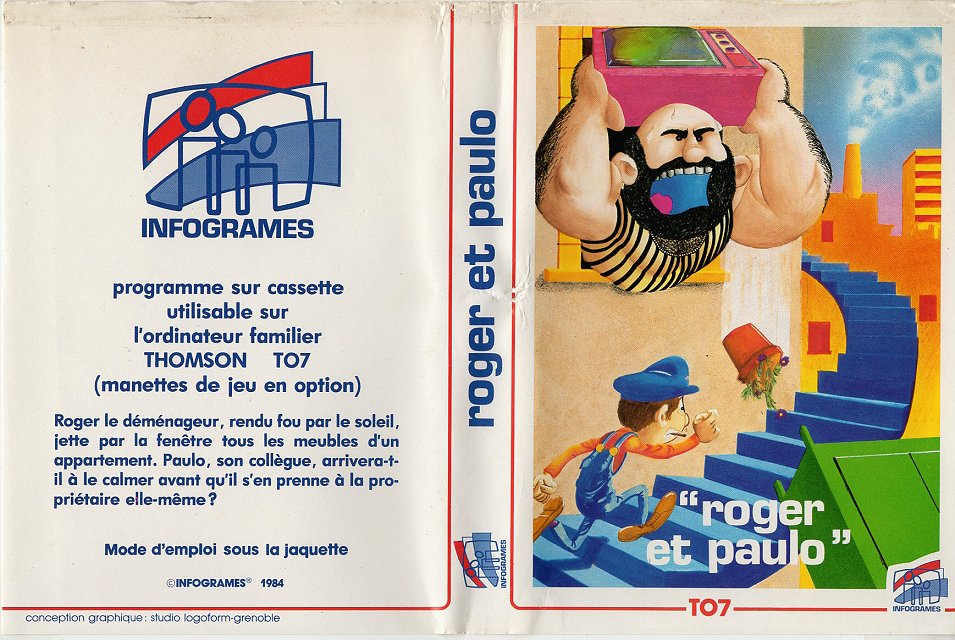 INFOGRAMES
programme sur cassette
utilisable sur
l'ordinateur familier
THOMSON TO7
(manettes de jeu en option)
Roger le déménageur, rendu fou par le soleil,
jette par la fenêtre tous les meubles d'un
appartement. Paulo, son collègue, arrivera-t-
il à le calmer avant qu'il s'en prenne à la pro-
priétaire elle-même?
Mode d'emploi sous la jaquette
©INFOGRAMES® 1984
conception graphique: studio logoform-grenoble
roger et paulo
INFOGRAMES
"roger
et paulo"
TO7
INFOGRAMES